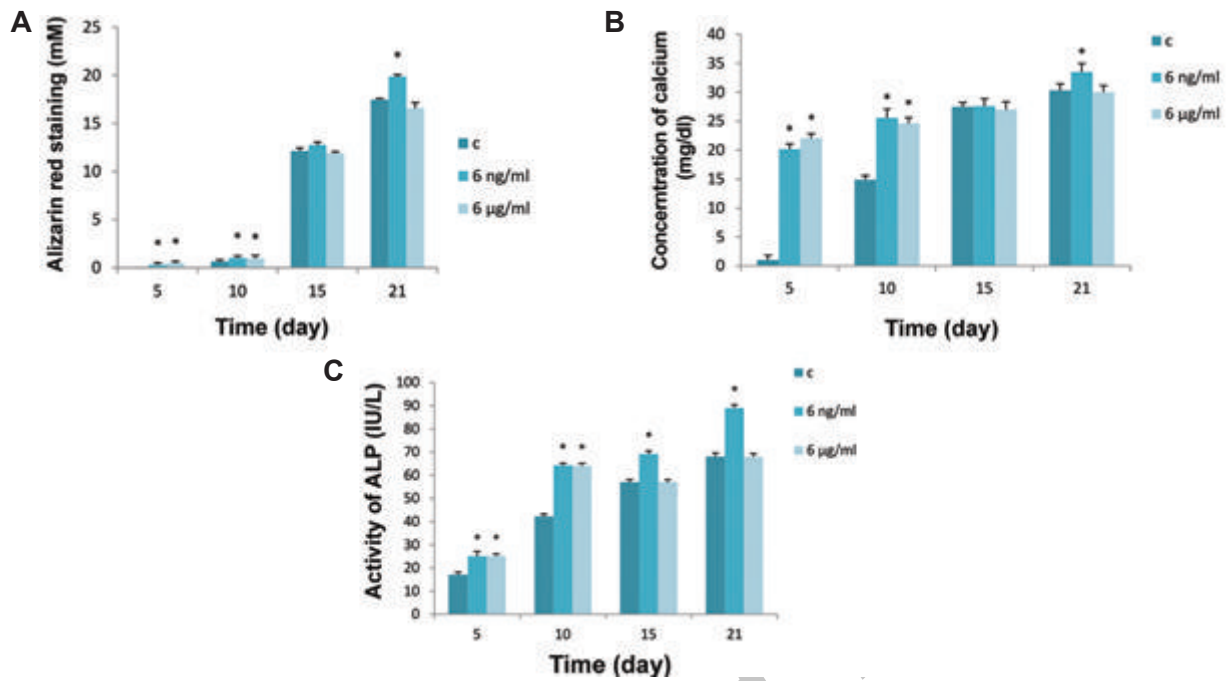 A
Alizarin red staining (mM)
25
20
15
10
5
0
* *
* *
*
5 10 15 21
Time (day)
c
6 ng/ml
6 µg/ml
B
Concerntration of calcium
(mg/dl)
40
35
30
25
20
15
10
5
0
* *
* *
*
5 10 15 21
Time (day)
c
6 ng/ml
6 µg/ml
C
Activity of ALP (IU/L)
100
90
80
70
60
50
40
30
20
10
0
* *
* *
*
*
5 10 15 21
Time (day)
c
6 ng/ml
6 µg/ml